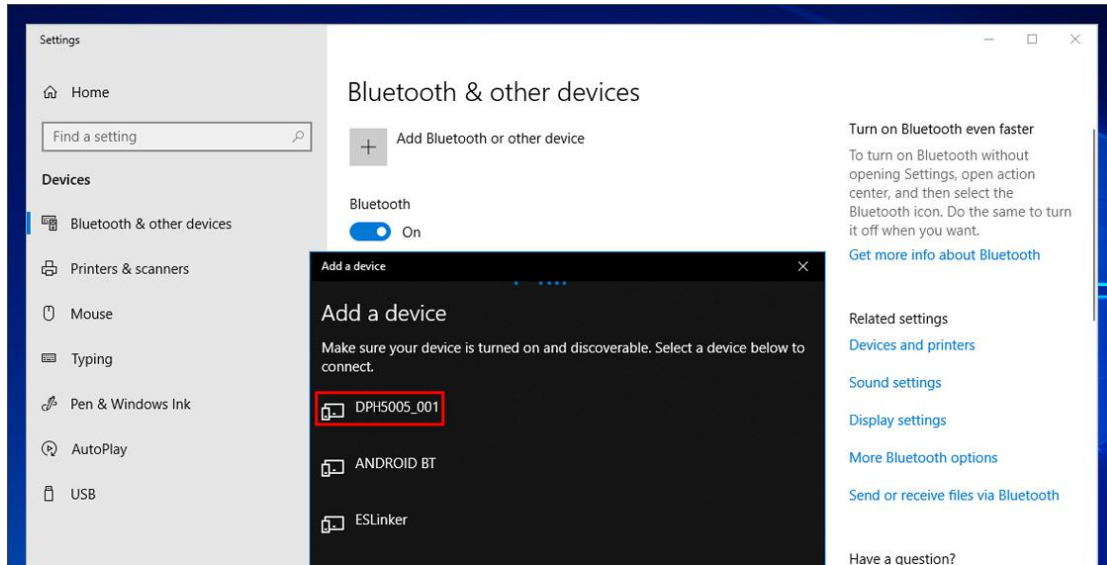 Settings
Home
Find a setting
Devices
Bluetooth & other devices
Printers & scanners
Mouse
Typing
Pen & Windows Ink
AutoPlay
USB
Bluetooth & other devices
Add Bluetooth or other device
Bluetooth
On
Add a device
Add a device
Make sure your device is turned on and discoverable. Select a device below to
connect.
DPH5005_001
ANDROID BT
ESLinker
Turn on Bluetooth even faster
To turn on Bluetooth without
opening Settings, open action
center, and then select the
Bluetooth icon. Do the same to turn
it off when you want.
Get more info about Bluetooth
Related settings
Devices and printers
Sound settings
Display settings
More Bluetooth options
Send or receive files via Bluetooth
Have a question?